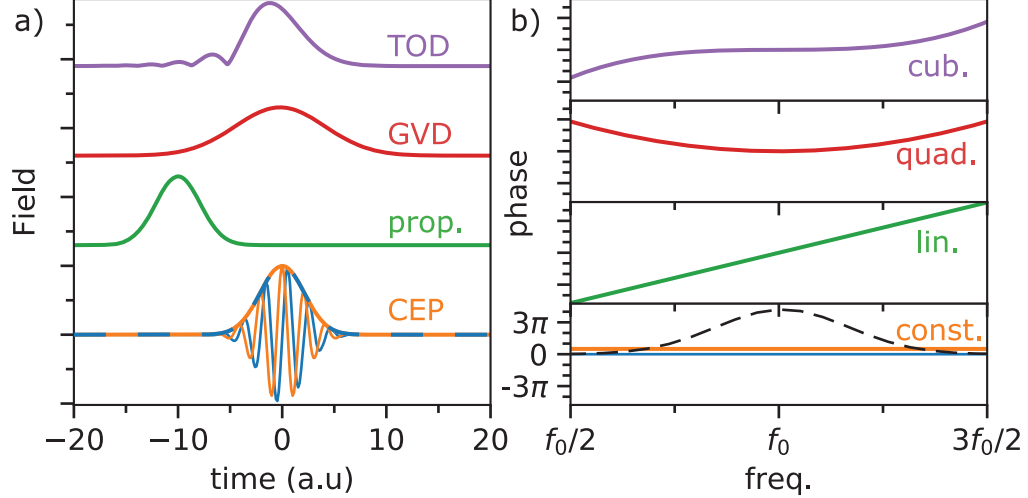 a)
TOD
GVD
prop.
CEP
Field
−20
−10
0
10
20
time (a.u)
b)
cub.
quad.
lin.
const.
phase
3π
0
-3π
f₀/2
f₀
3f₀/2
freq.